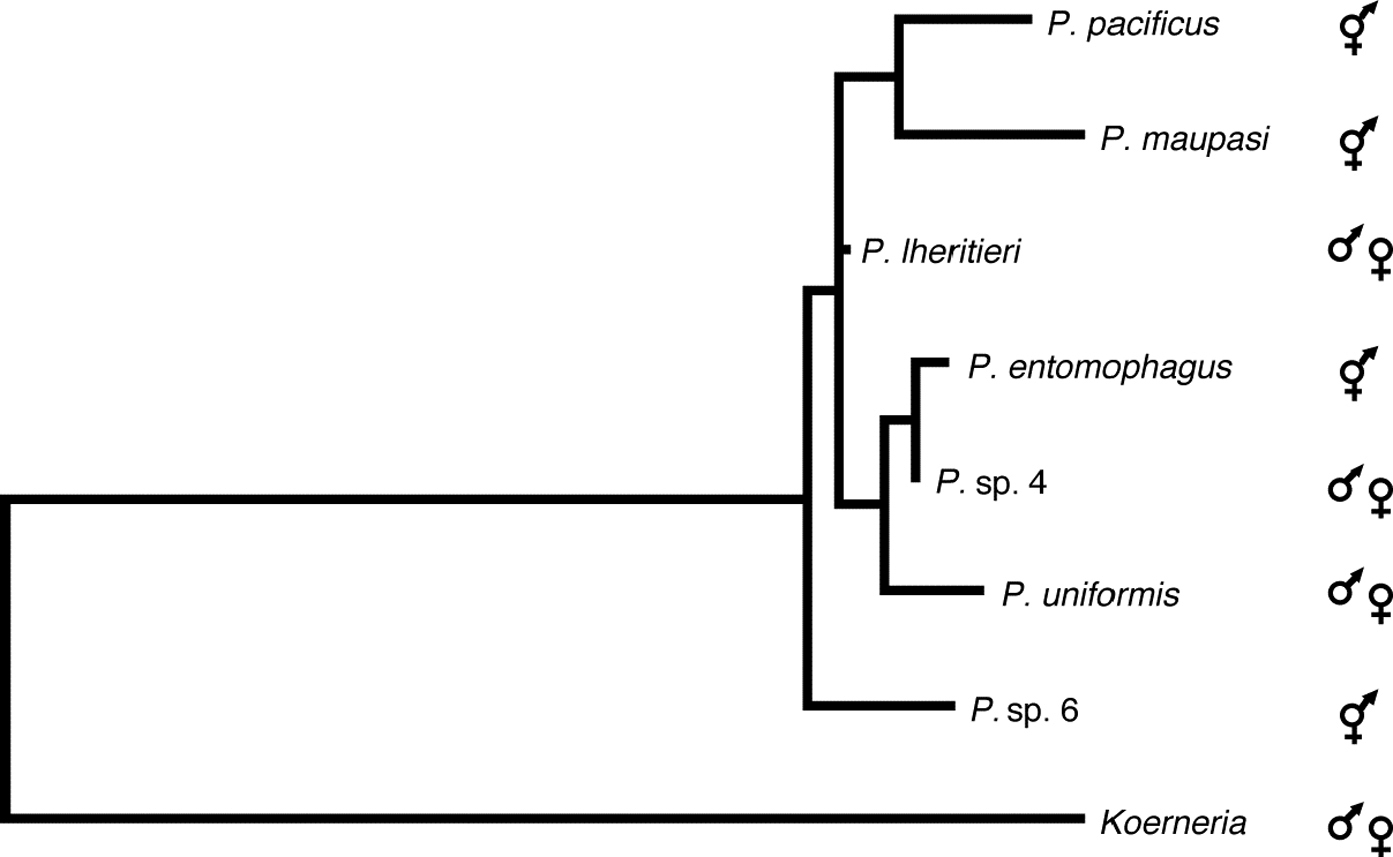 P. pacificus
P. maupasi
P. lheritieri
P. entomophagus
P. sp. 4
P. uniformis
P. sp. 6
Koerneria